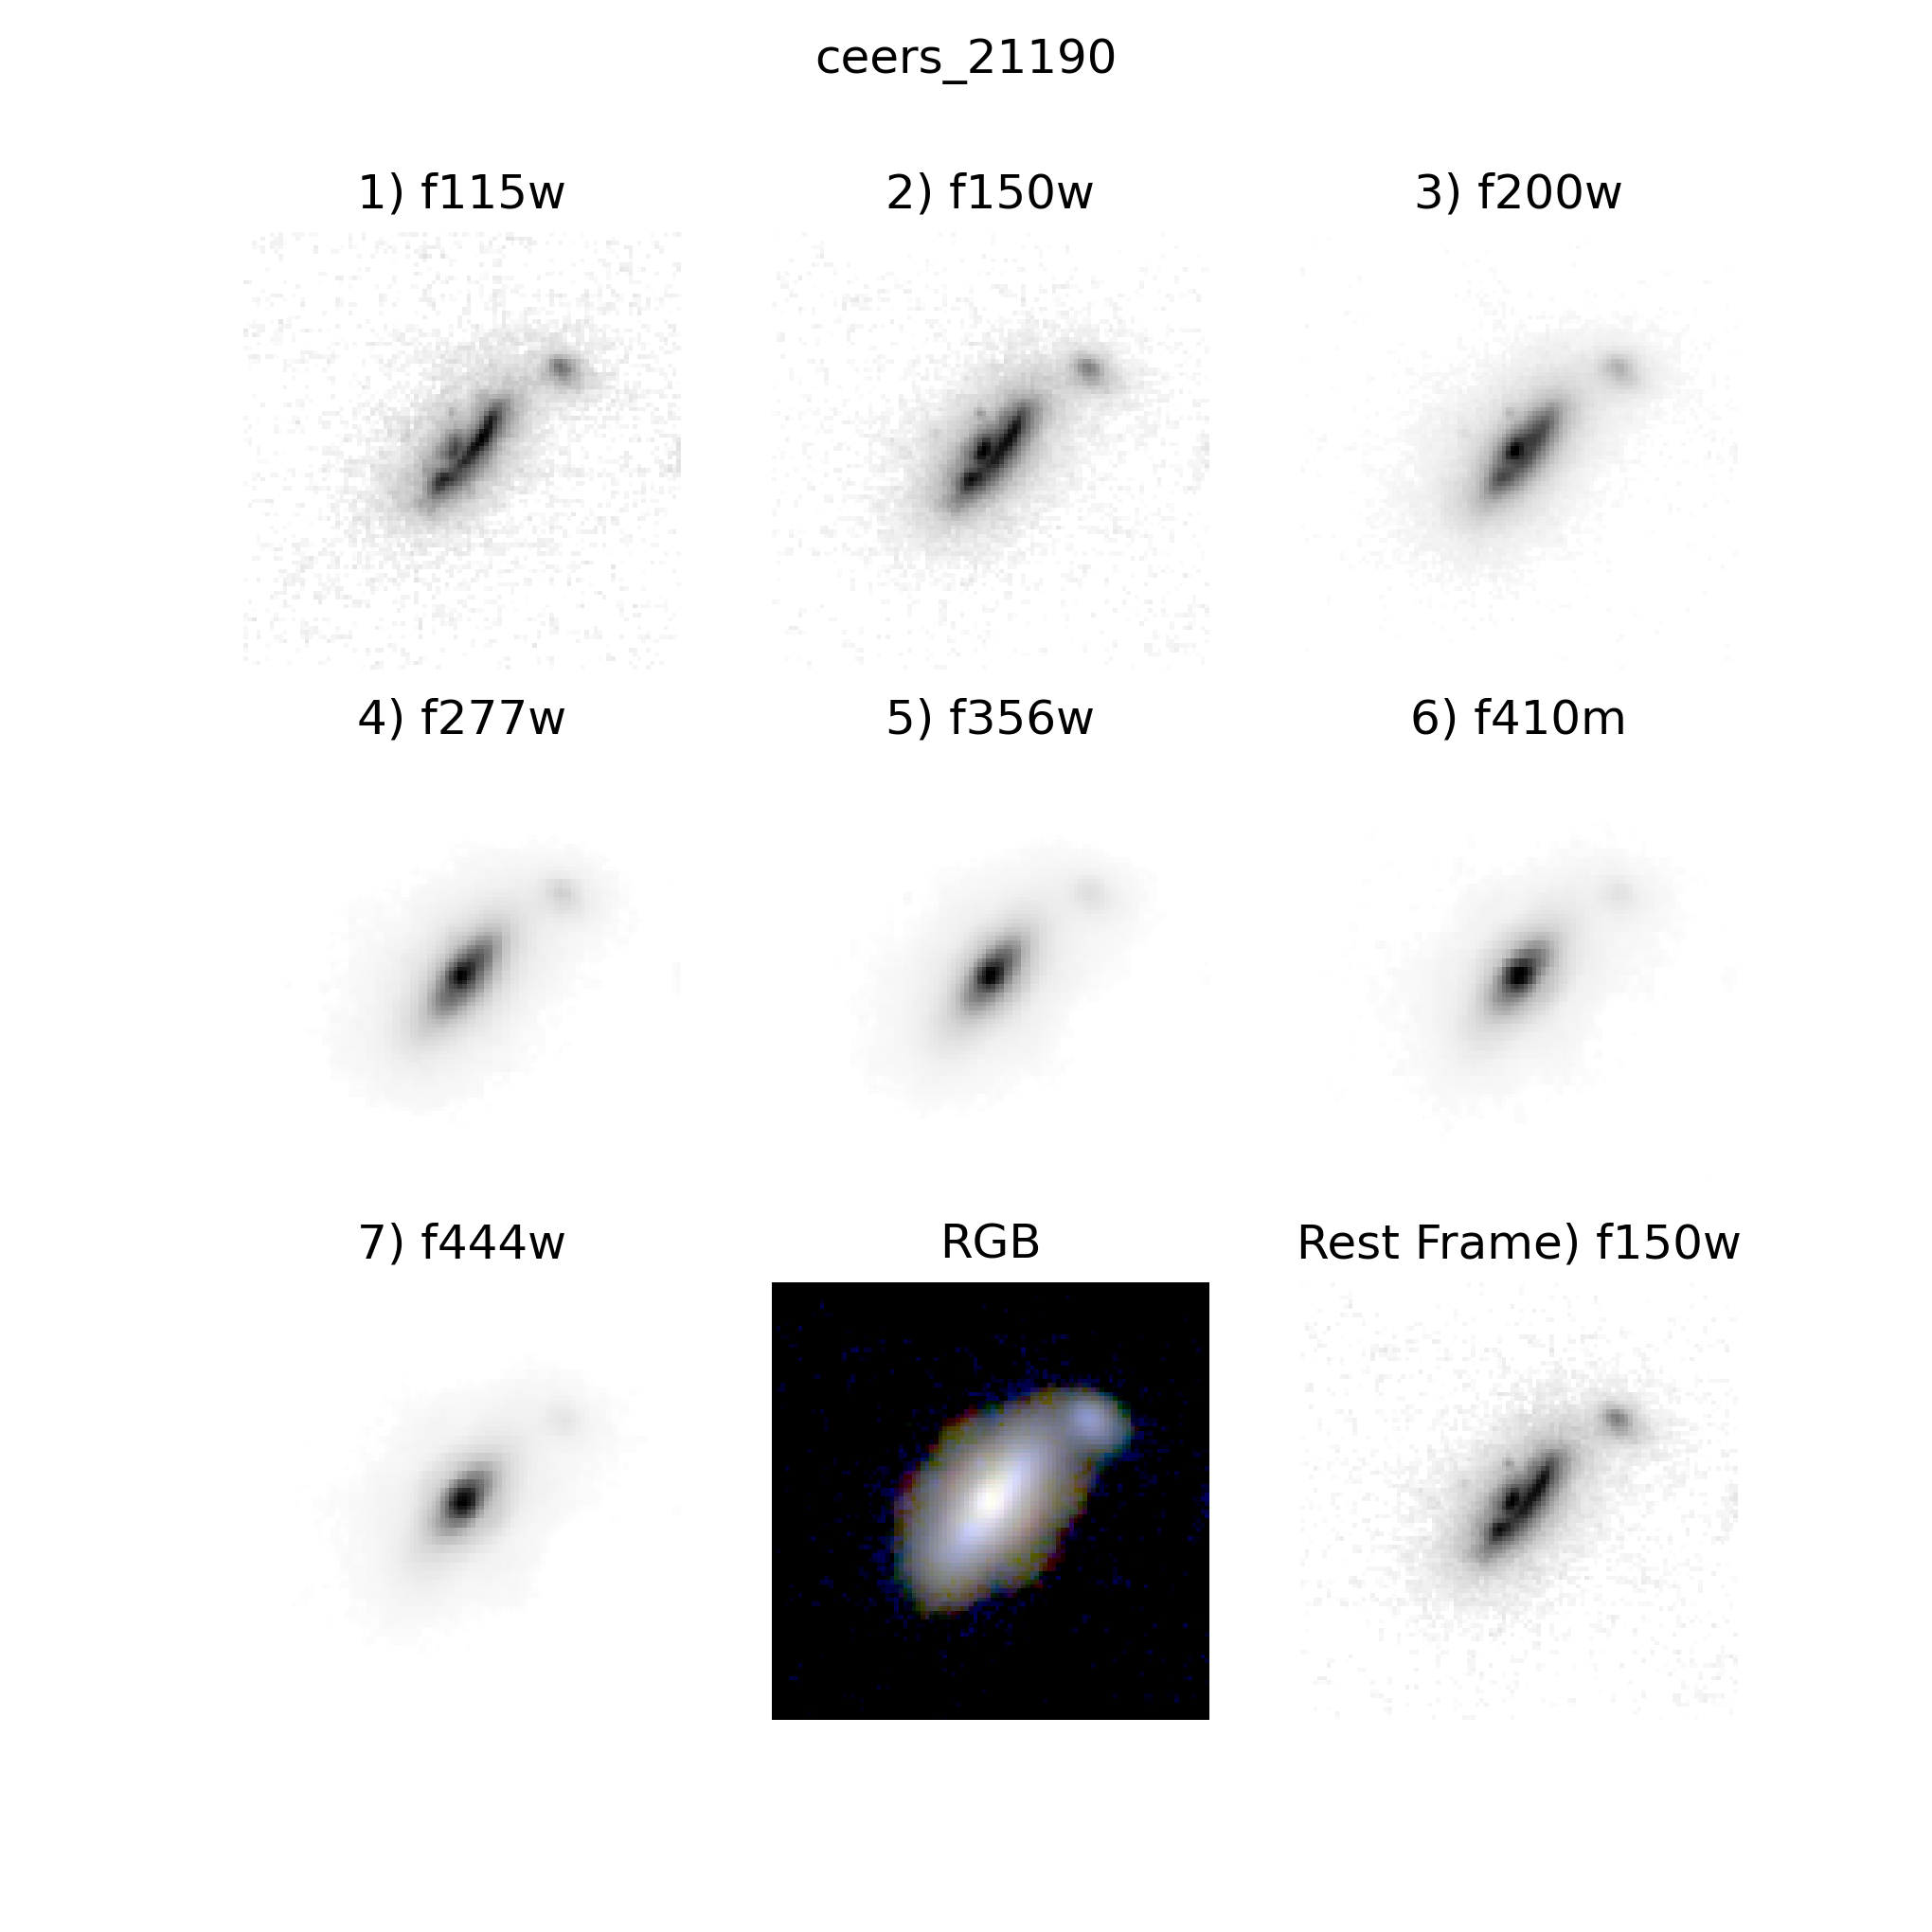 ceers_21190
1) f115w
2) f150w
3) f200w
4) f277w
5) f356w
6) f410m
7) f444w
RGB
Rest Frame) f150w